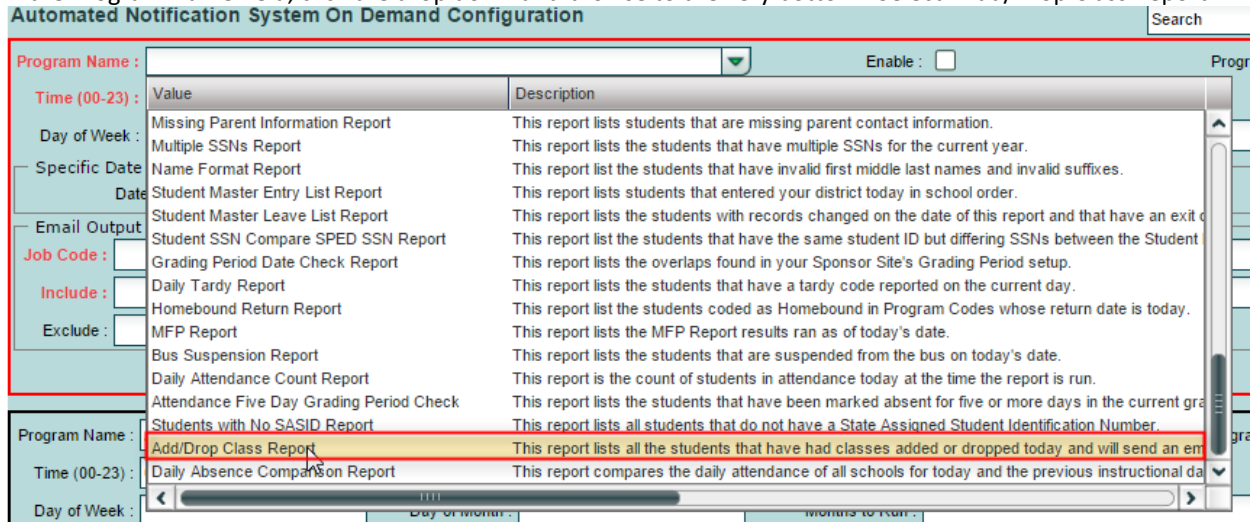 Automated Notification System On Demand Configuration
Search
Program Name : Enable :
Time (00-23) : Value Description
Missing Parent Information Report This report lists students that are missing parent contact information.
Day of Week : Multiple SSNs Report This report lists the students that have multiple SSNs for the current year.
Specific Date Name Format Report This report list the students that have invalid first middle last names and invalid suffixes.
Date Student Master Entry List Report This report lists students that entered your district today in school order.
Student Master Leave List Report This report lists the students with records changed on the date of this report and that have an exit
Email Output Student SSN Compare SPED SSN Report This report list the students that have the same student ID but differing SSNs between the Student
Job Code : Grading Period Date Check Report This report lists the overlaps found in your Sponsor Site's Grading Period setup.
Daily Tardy Report This report lists the students that have a tardy code reported on the current day.
Include : Homebound Return Report This report list the students coded as Homebound in Program Codes whose return date is today.
Exclude : MFP Report This report lists the MFP Report results ran as of today's date.
Bus Suspension Report This report lists the students that are suspended from the bus on today's date.
Daily Attendance Count Report This report is the count of students in attendance today at the time the report is run.
Attendance Five Day Grading Period Check This report lists the students that have been marked absent for five or more days in the current
Students with No SASID Report This report lists all students that do not have a State Assigned Student Identification Number.
Program Name : Add/Drop Class Report This report lists all the students that have had classes added or dropped today and will send an
Time (00-23) : Daily Absence Comparison Report This report compares the daily attendance of all schools for today and the previous instructional
Day of Week : Day of Month : Months to Run :